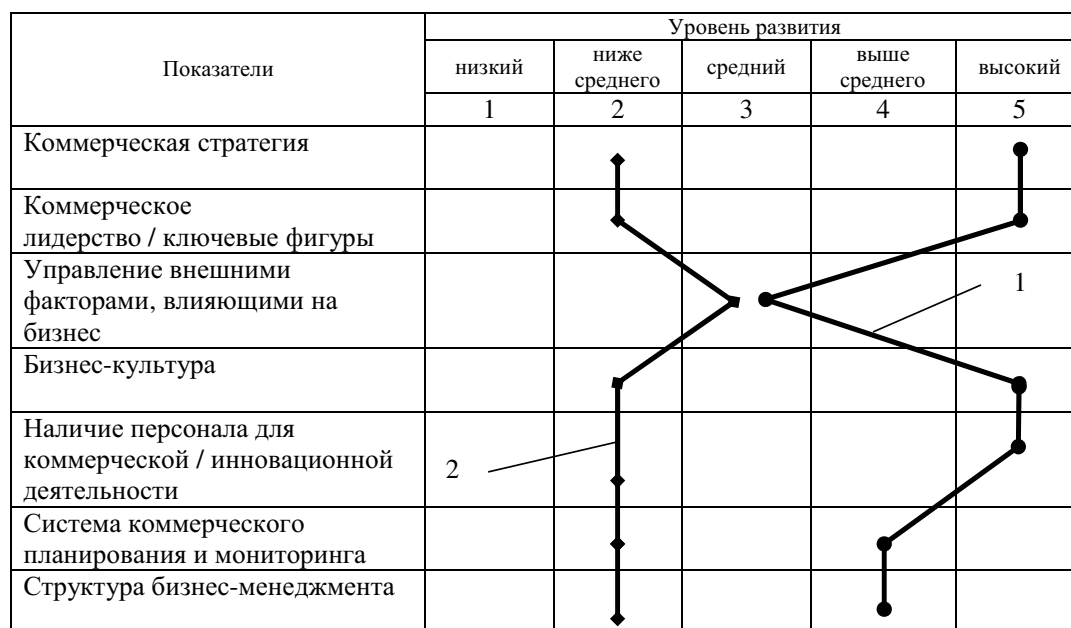 Показатели
Уровень развития
низкий
ниже
среднего
средний
выше
среднего
высокий
1
2
3
4
5
Коммерческая стратегия
Коммерческое
лидерство / ключевые фигуры
Управление внешними
факторами, влияющими на
бизнес
1
Бизнес-культура
Наличие персонала для
коммерческой / инновационной
деятельности
2
Система коммерческого
планирования и мониторинга
Структура бизнес-менеджмента